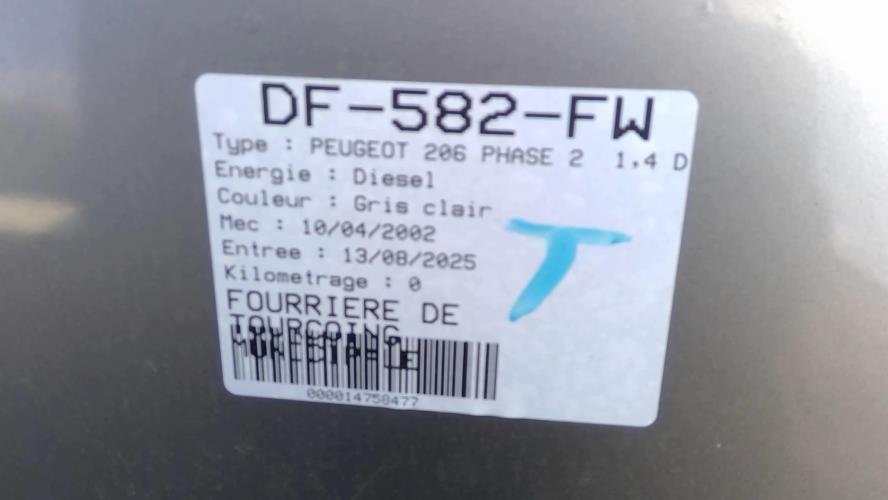 DF-582-FW
Type : PEUGEOT 206 PHASE 2 1,4 D
Energie : Diesel
Couleur : Gris clair
Mec : 10/04/2002
Entree : 13/08/2025
Kilometrage : 0
FOURRIERE DE
TOURCOING
MUNICIPALE
000014758477
T